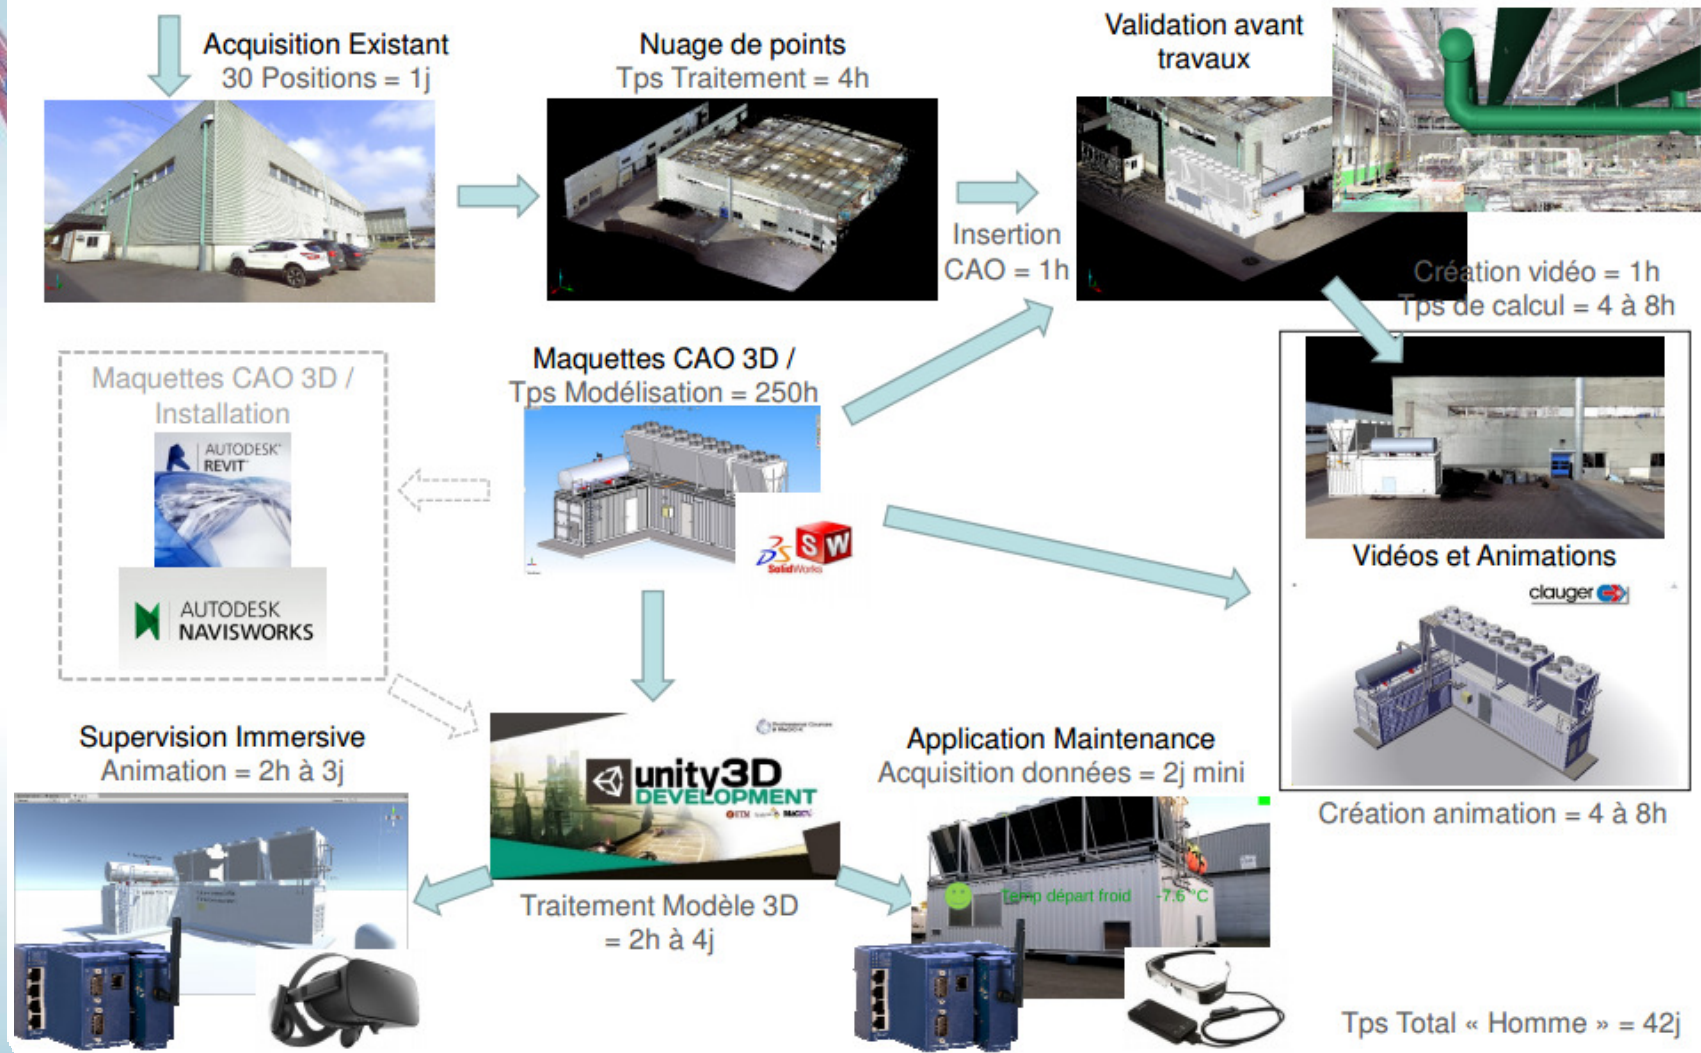 Acquisition Existant
30 Positions = 1j
Nuage de points
Tps Traitement = 4h
Validation avant
travaux
Insertion
CAO = 1h
Création vidéo = 1h
Tps de calcul = 4 à 8h
Maquettes CAO 3D /
Installation
AUTODESK
REVIT
AUTODESK
NAVISWORKS
Maquettes CAO 3D /
Tps Modélisation = 250h
SW
SolidWorks
Vidéos et Animations
clauger
Création animation = 4 à 8h
Supervision Immersive
Animation = 2h à 3j
unity3D
DEVELOPMENT
Traitement Modèle 3D
= 2h à 4j
Application Maintenance
Acquisition données = 2j mini
Temp départ froid -7.6 °C
Tps Total « Homme » = 42j